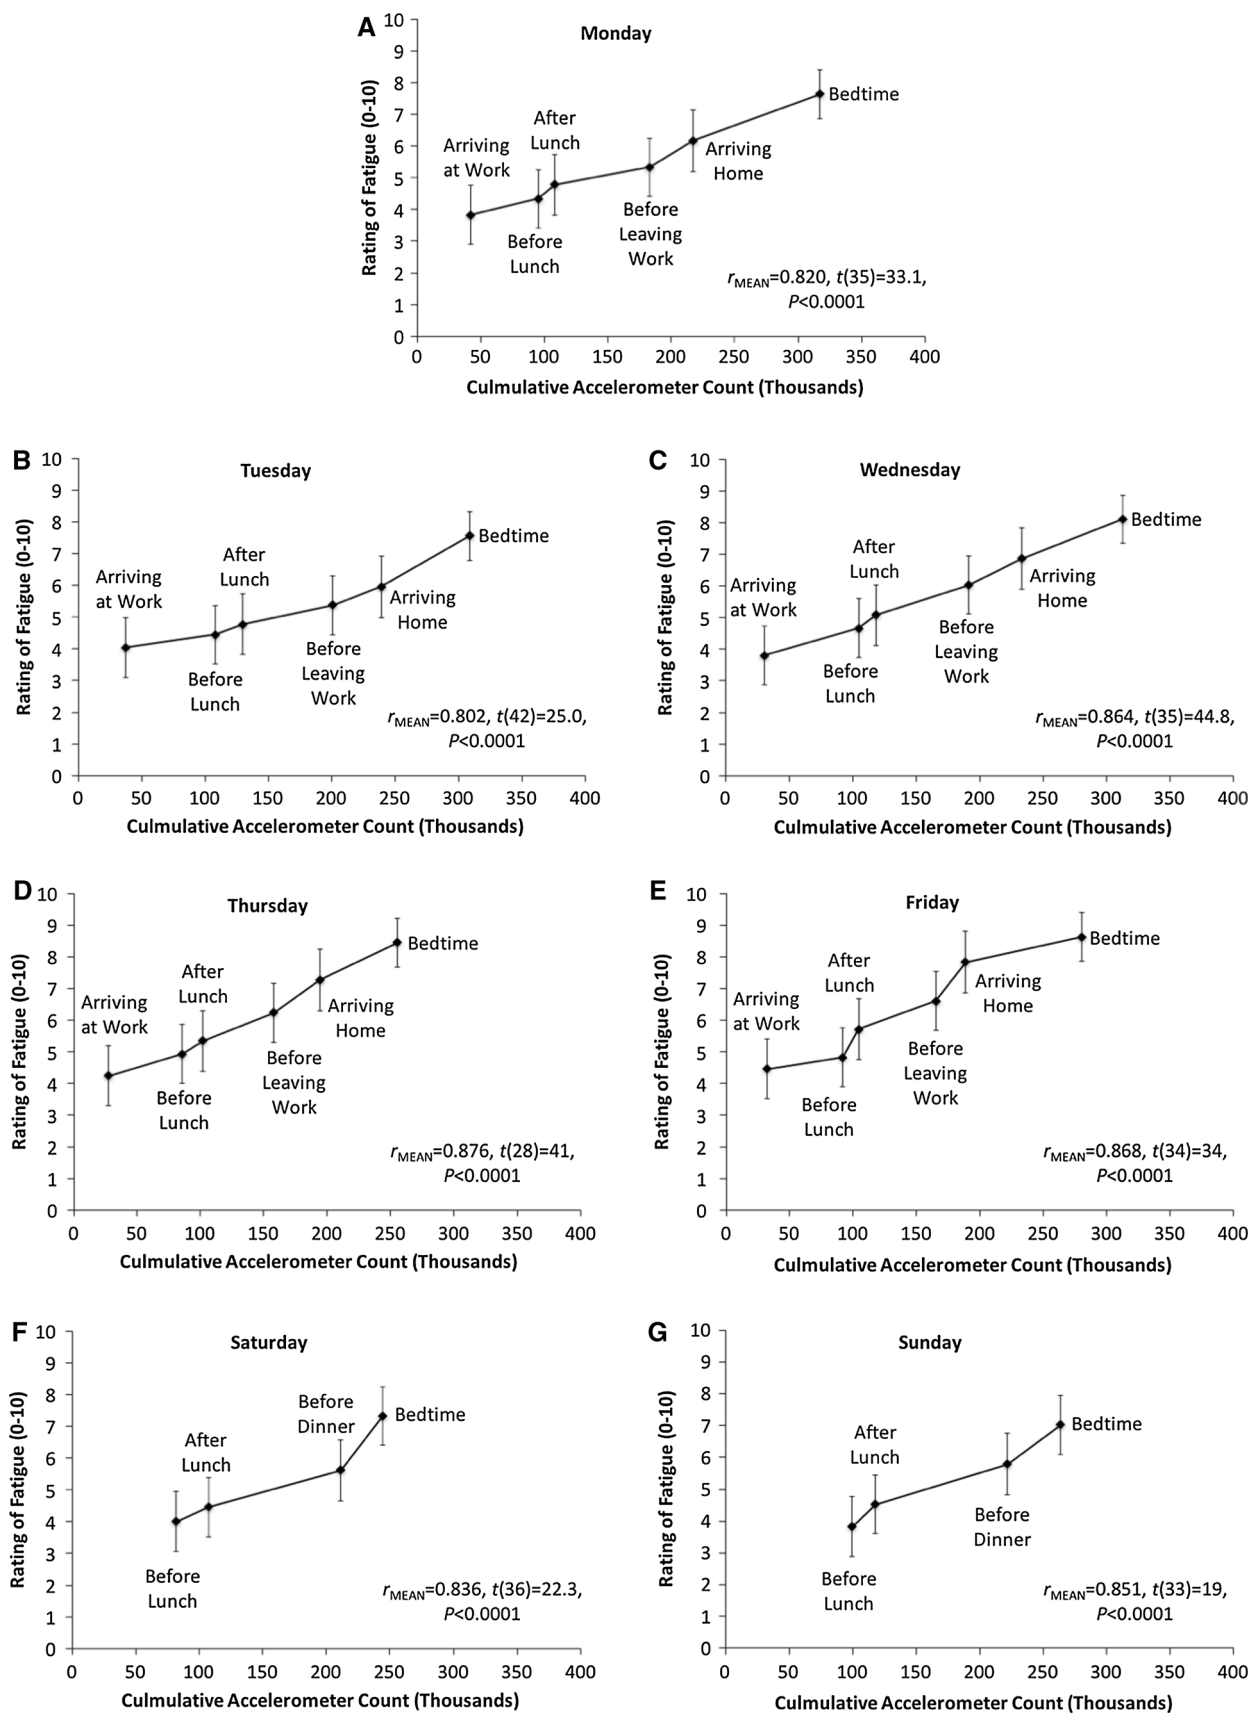 A
Monday
Rating of Fatigue (0-10)
10
9
8
7
6
5
4
3
2
1
0
Arriving
at Work
Before
Lunch
After
Lunch
Before
Leaving
Work
Arriving
Home
Bedtime
rMEAN=0.820, t(35)=33.1,
P<0.0001
0 50 100 150 200 250 300 350 400
Culmulative Accelerometer Count (Thousands)
B
Tuesday
Rating of Fatigue (0-10)
10
9
8
7
6
5
4
3
2
1
0
Arriving
at Work
Before
Lunch
After
Lunch
Before
Leaving
Work
Arriving
Home
Bedtime
rMEAN=0.802, t(42)=25.0,
P<0.0001
0 50 100 150 200 250 300 350 400
Culmulative Accelerometer Count (Thousands)
C
Wednesday
Rating of Fatigue (0-10)
10
9
8
7
6
5
4
3
2
1
0
Arriving
at Work
Before
Lunch
After
Lunch
Before
Leaving
Work
Arriving
Home
Bedtime
rMEAN=0.864, t(35)=44.8,
P<0.0001
0 50 100 150 200 250 300 350 400
Culmulative Accelerometer Count (Thousands)
D
Thursday
Rating of Fatigue (0-10)
10
9
8
7
6
5
4
3
2
1
0
Arriving
at Work
Before
Lunch
After
Lunch
Before
Leaving
Work
Arriving
Home
Bedtime
rMEAN=0.876, t(28)=41,
P<0.0001
0 50 100 150 200 250 300 350 400
Culmulative Accelerometer Count (Thousands)
E
Friday
Rating of Fatigue (0-10)
10
9
8
7
6
5
4
3
2
1
0
Arriving
at Work
Before
Lunch
After
Lunch
Before
Leaving
Work
Arriving
Home
Bedtime
rMEAN=0.868, t(34)=34,
P<0.0001
0 50 100 150 200 250 300 350 400
Culmulative Accelerometer Count (Thousands)
F
Saturday
Rating of Fatigue (0-10)
10
9
8
7
6
5
4
3
2
1
0
Before
Lunch
After
Lunch
Before
Dinner
Bedtime
rMEAN=0.836, t(36)=22.3,
P<0.0001
0 50 100 150 200 250 300 350 400
Culmulative Accelerometer Count (Thousands)
G
Sunday
Rating of Fatigue (0-10)
10
9
8
7
6
5
4
3
2
1
0
Before
Lunch
After
Lunch
Before
Dinner
Bedtime
rMEAN=0.851, t(33)=19,
P<0.0001
0 50 100 150 200 250 300 350 400
Culmulative Accelerometer Count (Thousands)